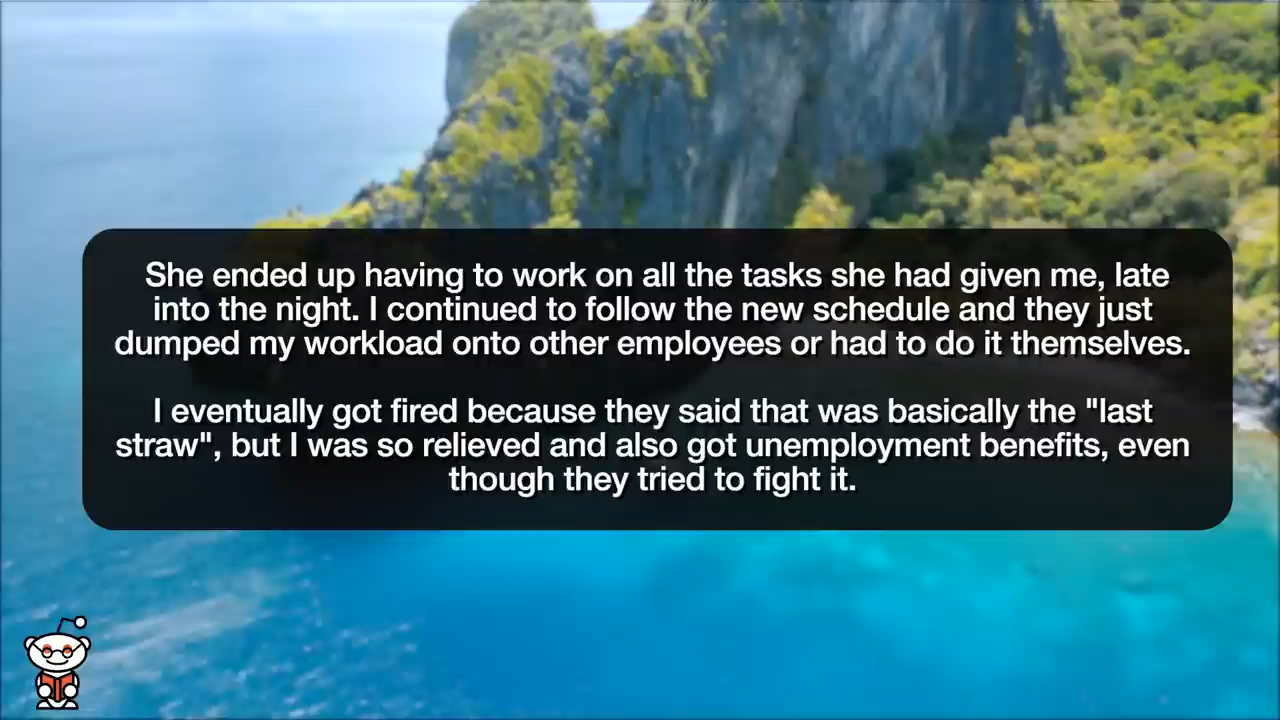 She ended up having to work on all the tasks she had given me, late
into the night. I continued to follow the new schedule and they just
dumped my workload onto other employees or had to do it themselves.
I eventually got fired because they said that was basically the "last
straw", but I was so relieved and also got unemployment benefits, even
though they tried to fight it.